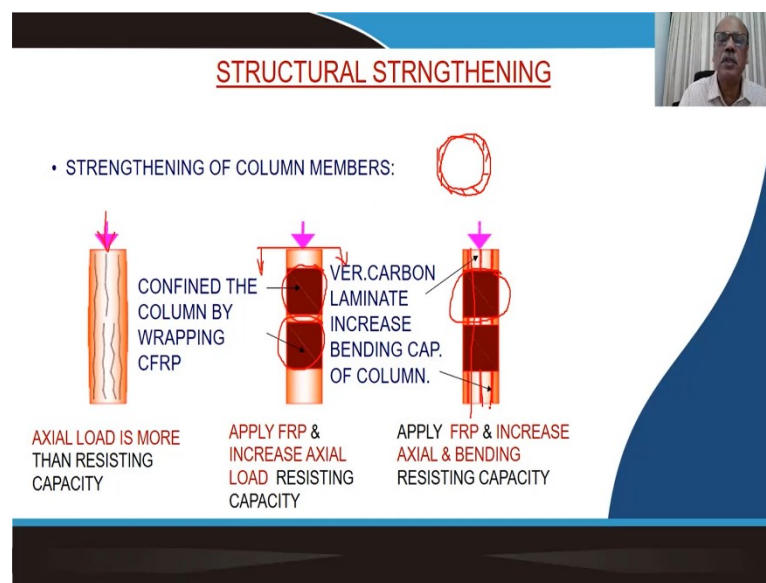 STRUCTURAL STRNGTHENING
• STRENGTHENING OF COLUMN MEMBERS:
CONFINED THE
COLUMN BY
WRAPPING
CFRP
VER.CARBON
LAMINATE
INCREASE
BENDING CAP.
OF COLUMN.
AXIAL LOAD IS MORE
THAN RESISTING
CAPACITY
APPLY FRP &
INCREASE AXIAL
LOAD RESISTING
CAPACITY
APPLY FRP & INCREASE
AXIAL & BENDING
RESISTING CAPACITY